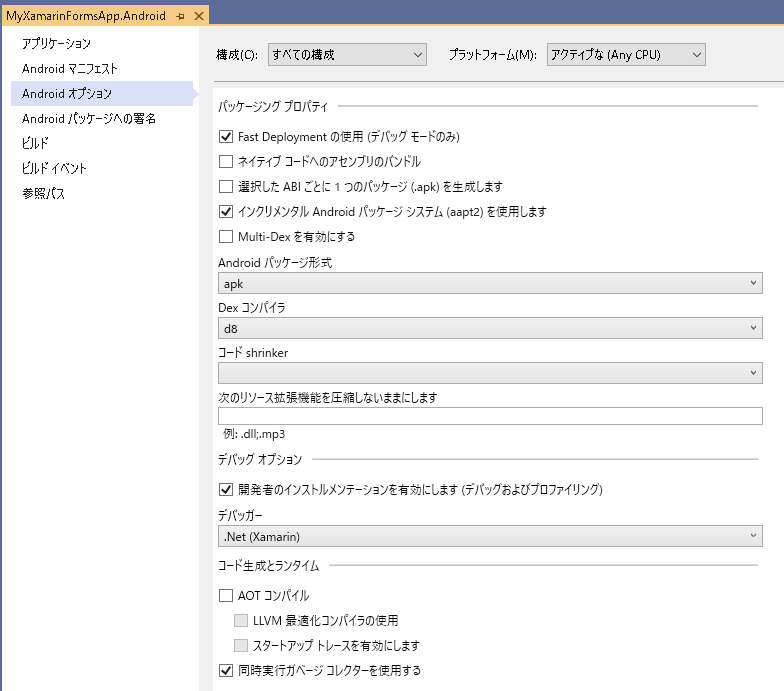 MyXamarinFormsApp.Android
アプリケーション
Android マニフェスト
Android オプション
Android パッケージへの署名
ビルド
ビルド イベント
参照パス
構成(C): すべての構成 プラットフォーム(M): アクティブな (Any CPU)
パッケージング プロパティ
Fast Deployment の使用 (デバッグ モードのみ)
ネイティブ コードへのアセンブリのバンドル
選択した ABI ごとに 1 つのパッケージ (.apk) を生成します
インクリメンタル Android パッケージ システム (aapt2) を使用します
Multi-Dex を有効にする
Android パッケージ形式
apk
Dex コンパイラ
d8
コード shrinker
次のリソース拡張機能を圧縮しないままにします
例: .dll;.mp3
デバッグ オプション
開発者のインストルメンテーションを有効にします (デバッグおよびプロファイリング)
デバッガー
.Net (Xamarin)
コード生成とランタイム
AOT コンパイル
LLVM 最適化コンパイラの使用
スタートアップ トレースを有効にします
同時実行ガベージ コレクターを使用する